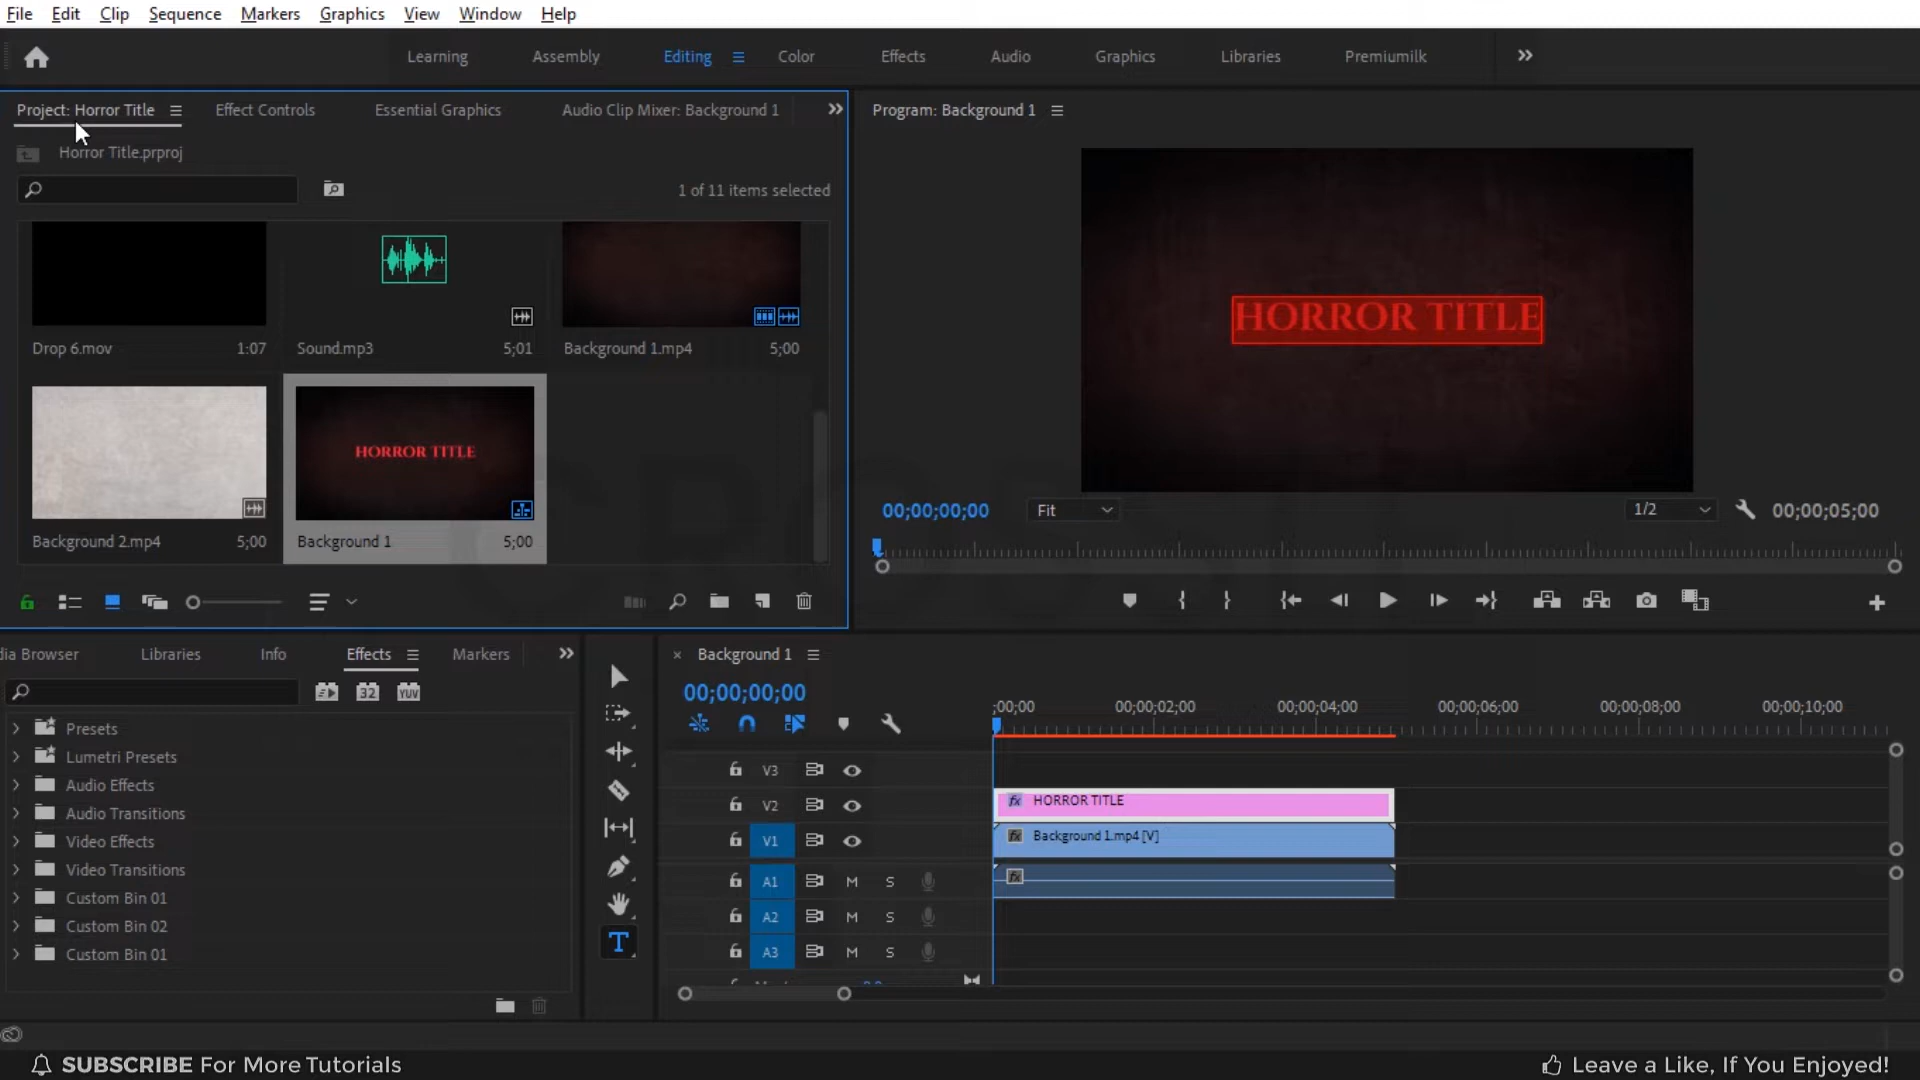 File Edit Clip Sequence Markers Graphics View Window Help
Learning Assembly Editing Color Effects Audio Graphics Libraries Premiumilk
Project: Horror Title Effect Controls Essential Graphics Audio Clip Mixer: Background 1
Horror Title.prproj
1 of 11 items selected
Drop 6.mov 1:07
Sound.mp3 5;01
Background 1.mp4 5;00
HORROR TITLE
Background 2.mp4 5;00
Background 1 5;00
Program: Background 1
HORROR TITLE
00;00;00;00 Fit 1/2 00;00;05;00
dia Browser Libraries Info Effects Markers
32 YUV
Presets
Lumetri Presets
Audio Effects
Audio Transitions
Video Effects
Video Transitions
Custom Bin 01
Custom Bin 02
Custom Bin 01
T
Background 1
00;00;00;00
;00;00 00;00;02;00 00;00;04;00 00;00;06;00 00;00;08;00 00;00;10;00
V3
V2 fx HORROR TITLE
V1 fx Background 1.mp4 [V]
A1 M S fx
A2 M S
A3 M S
SUBSCRIBE For More Tutorials
Leave a Like, If You Enjoyed!